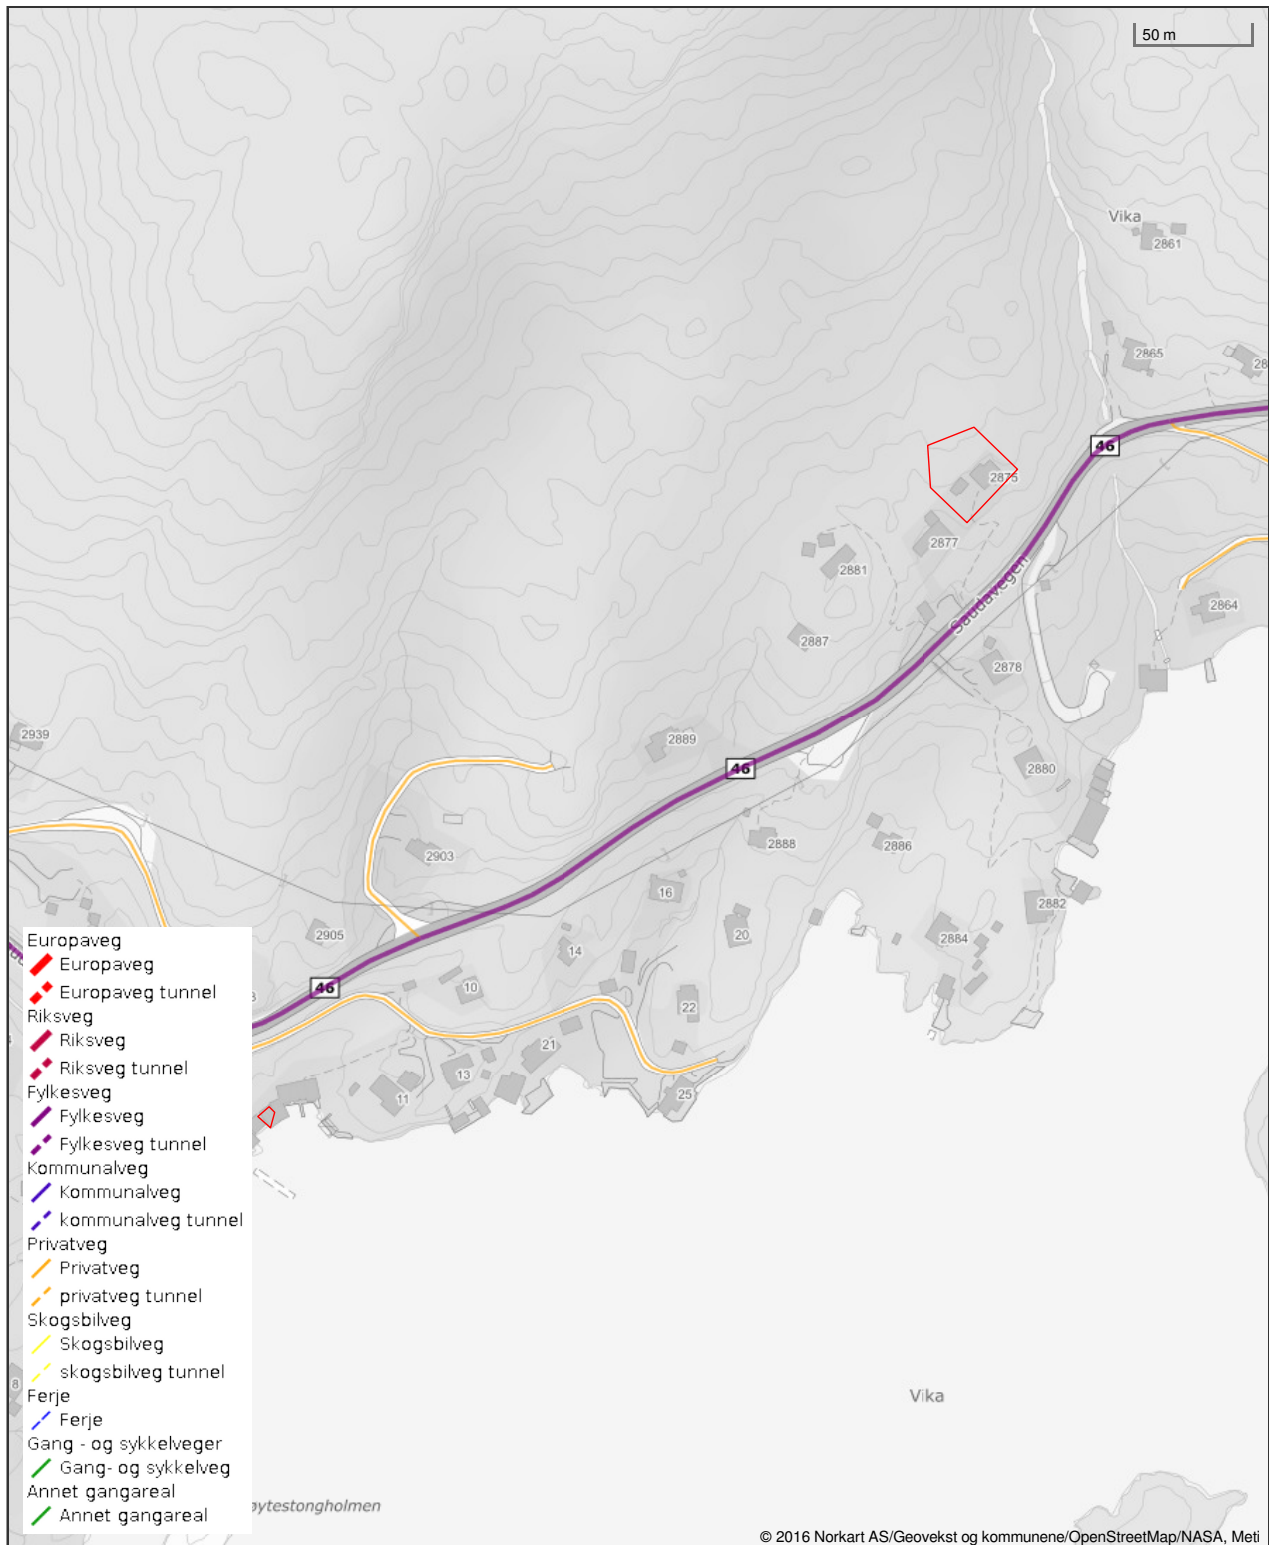 50 m
Vika
2861
2865
28
46
2875
2877
2881
2864
Saudavegen
2887
2878
2939
2889
46
2880
2903
2888
2886
16
2882
2905
14
20
2884
46
10
22
21
13
11
25
Europaveg
Europaveg
Europaveg tunnel
Riksveg
Riksveg
Riksveg tunnel
Fylkesveg
Fylkesveg
Fylkesveg tunnel
Kommunalveg
Kommunalveg
kommunalveg tunnel
Privatveg
Privatveg
privatveg tunnel
Skogsbilveg
Skogsbilveg
skogsbilveg tunnel
Ferje
Ferje
Gang - og sykkelveger
Gang- og sykkelveg
Annet gangareal
Annet gangareal
8
Vika
øytestongholmen
© 2016 Norkart AS/Geovekst og kommunene/OpenStreetMap/NASA, Meti